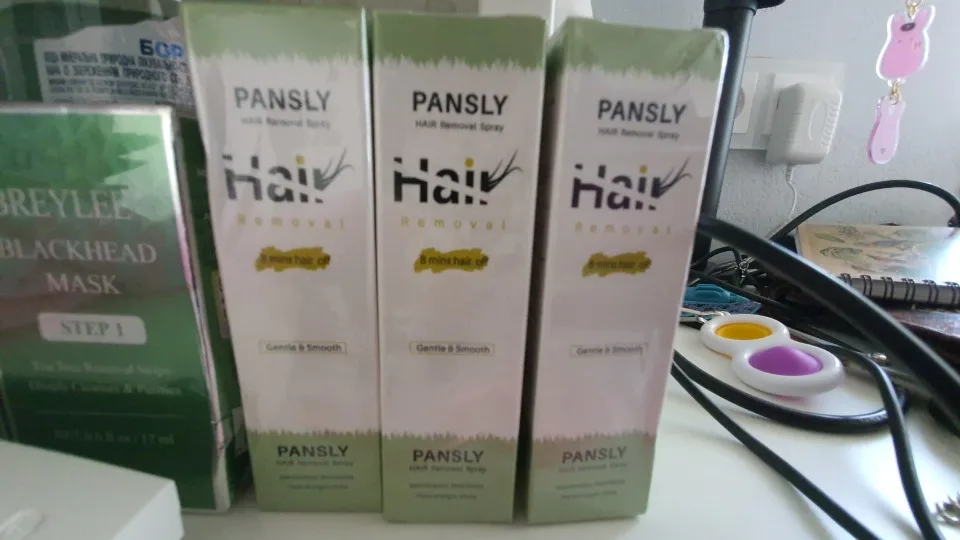 БОР
BREYLEE
BLACKHEAD
MASK
STEP 1
PANSLY
HAIR Removal Spray
Hair
Removal
8 mins hair off
Gentle & Smooth
PANSLY
HAIR Removal Spray
PANSLY
HAIR Removal Spray
Hair
Removal
8 mins hair off
Gentle & Smooth
PANSLY
HAIR Removal Spray
PANSLY
HAIR Removal Spray
Hair
Removal
8 mins hair off
Gentle & Smooth
PANSLY
HAIR Removal Spray